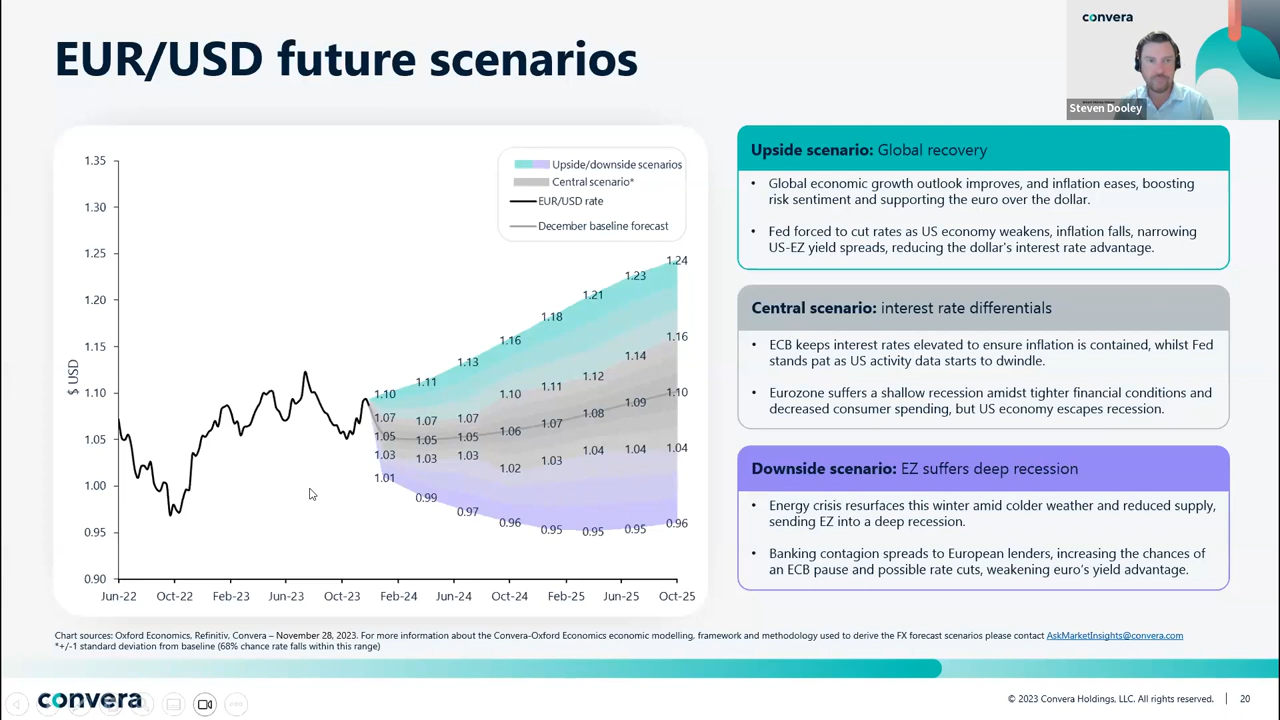 EUR/USD future scenarios
convera
Steven Dooley
1.35
1.30
1.25
1.20
1.15
1.10
1.05
1.00
0.95
0.90
$ USD
Upside/downside scenarios
Central scenario*
EUR/USD rate
December baseline forecast
1.10
1.11
1.13
1.16
1.18
1.21
1.23
1.24
1.07
1.07
1.07
1.10
1.11
1.12
1.14
1.16
1.05
1.05
1.05
1.06
1.07
1.08
1.09
1.10
1.03
1.03
1.03
1.02
1.03
1.04
1.04
1.04
1.01
0.99
0.97
0.96
0.95
0.95
0.95
0.96
Jun-22
Oct-22
Feb-23
Jun-23
Oct-23
Feb-24
Jun-24
Oct-24
Feb-25
Jun-25
Oct-25
Upside scenario: Global recovery
• Global economic growth outlook improves, and inflation eases, boosting
risk sentiment and supporting the euro over the dollar.
• Fed forced to cut rates as US economy weakens, inflation falls, narrowing
US-EZ yield spreads, reducing the dollar's interest rate advantage.
Central scenario: interest rate differentials
• ECB keeps interest rates elevated to ensure inflation is contained, whilst Fed
stands pat as US activity data starts to dwindle.
• Eurozone suffers a shallow recession amidst tighter financial conditions and
decreased consumer spending, but US economy escapes recession.
Downside scenario: EZ suffers deep recession
• Energy crisis resurfaces this winter amid colder weather and reduced supply,
sending EZ into a deep recession.
• Banking contagion spreads to European lenders, increasing the chances of
an ECB pause and possible rate cuts, weakening euro's yield advantage.
Chart sources: Oxford Economics, Refinitiv, Convera – November 28, 2023. For more information about the Convera-Oxford Economics economic modelling, framework and methodology used to derive the FX forecast scenarios please contact AskMarketInsights@convera.com
*+/-1 standard deviation from baseline (68% chance rate falls within this range)
convera
© 2023 Convera Holdings, LLC. All rights reserved. | 20